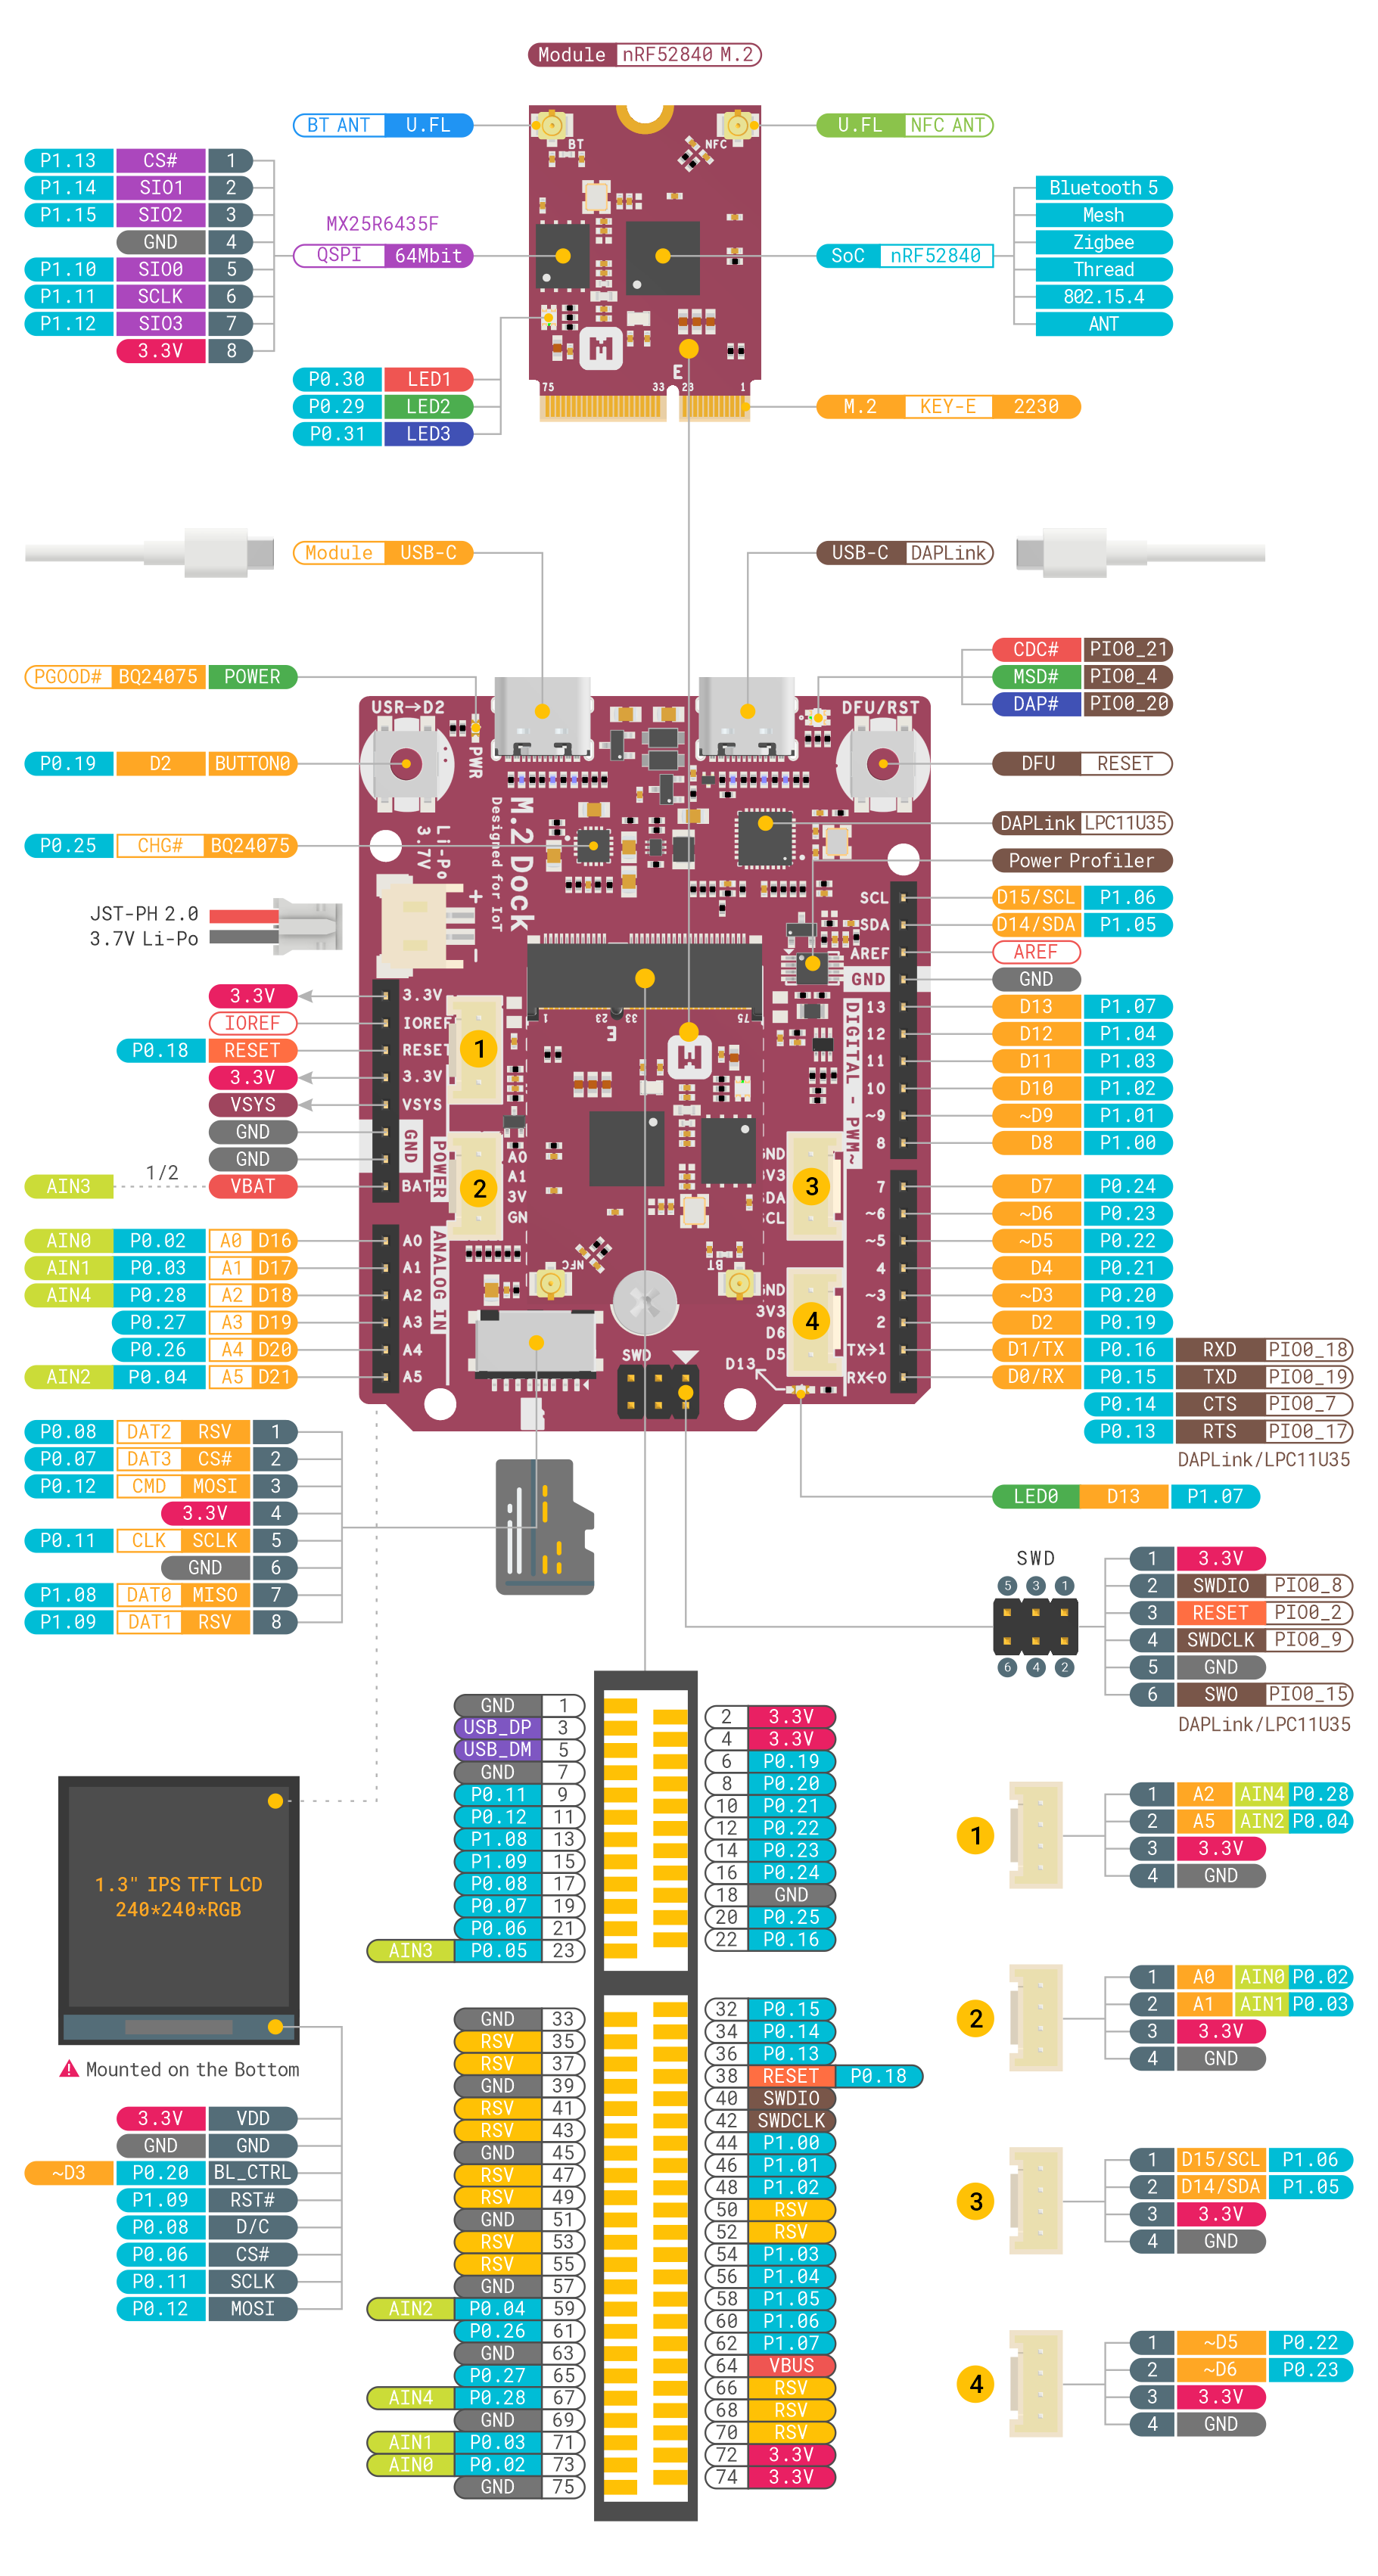 Module nRF52840 M.2
BT ANT U.FL
U.FL NFC ANT
BT
NFC
P1.13 CS# 1
P1.14 SIO1 2
P1.15 SIO2 3
GND 4
P1.10 SIO0 5
P1.11 SCLK 6
P1.12 SIO3 7
3.3V 8
MX25R6435F
QSPI 64Mbit
SoC nRF52840
Bluetooth 5
Mesh
Zigbee
Thread
802.15.4
ANT
P0.30 LED1
P0.29 LED2
P0.31 LED3
E
75 33 23 1
M.2 KEY-E 2230
Module USB-C
USB-C DAPLink
PGOOD# BQ24075 POWER
CDC# PIO0_21
MSD# PIO0_4
DAP# PIO0_20
USR→D2
DFU/RST
PWR
P0.19 D2 BUTTON0
DFU RESET
P0.25 CHG# BQ24075
DAPLink LPC11U35
Power Profiler
M.2 Dock
Designed for IoT
Li-Po
3.7V
+
-
JST-PH 2.0
3.7V Li-Po
3.3V
IOREF
P0.18 RESET
3.3V
VSYS
GND
GND
AIN3 1/2 VBAT
AIN0 P0.02 A0 D16
AIN1 P0.03 A1 D17
AIN4 P0.28 A2 D18
P0.27 A3 D19
P0.26 A4 D20
AIN2 P0.04 A5 D21
3.3V
IOREF
RESET
3.3V
VSYS
GND
BAT
POWER
A0
A1
A2
A3
A4
A5
ANALOG IN
1
2
A0
A1
3V
GN
1 23 33 75
E
NFC
BT
3
GND
3V3
SDA
SCL
4
GND
3V3
D6
D5
SCL
SDA
AREF
GND
13
12
11
10
~9
8
7
~6
~5
4
~3
2
TX→1
RX←0
DIGITAL - PWM~
SWD
D13
D15/SCL P1.06
D14/SDA P1.05
AREF
GND
D13 P1.07
D12 P1.04
D11 P1.03
D10 P1.02
~D9 P1.01
D8 P1.00
D7 P0.24
~D6 P0.23
~D5 P0.22
D4 P0.21
~D3 P0.20
D2 P0.19
D1/TX P0.16 RXD PIO0_18
D0/RX P0.15 TXD PIO0_19
P0.14 CTS PIO0_7
P0.13 RTS PIO0_17
DAPLink/LPC11U35
LED0 D13 P1.07
P0.08 DAT2 RSV 1
P0.07 DAT3 CS# 2
P0.12 CMD MOSI 3
3.3V 4
P0.11 CLK SCLK 5
GND 6
P1.08 DAT0 MISO 7
P1.09 DAT1 RSV 8
SWD
5 3 1
6 4 2
1 3.3V
2 SWDIO PIO0_8
3 RESET PIO0_2
4 SWDCLK PIO0_9
5 GND
6 SWO PIO0_15
DAPLink/LPC11U35
1.3" IPS TFT LCD
240*240*RGB
Mounted on the Bottom
3.3V VDD
GND GND
~D3 P0.20 BL_CTRL
P1.09 RST#
P0.08 D/C
P0.06 CS#
P0.11 SCLK
P0.12 MOSI
GND 1
USB_DP 3
USB_DM 5
GND 7
P0.11 9
P0.12 11
P1.08 13
P1.09 15
P0.08 17
P0.07 19
P0.06 21
AIN3 P0.05 23
GND 33
RSV 35
RSV 37
GND 39
RSV 41
RSV 43
GND 45
RSV 47
RSV 49
GND 51
RSV 53
RSV 55
GND 57
AIN2 P0.04 59
P0.26 61
GND 63
P0.27 65
AIN4 P0.28 67
GND 69
AIN1 P0.03 71
AIN0 P0.02 73
GND 75
2 3.3V
4 3.3V
6 P0.19
8 P0.20
10 P0.21
12 P0.22
14 P0.23
16 P0.24
18 GND
20 P0.25
22 P0.16
32 P0.15
34 P0.14
36 P0.13
38 RESET P0.18
40 SWDIO
42 SWDCLK
44 P1.00
46 P1.01
48 P1.02
50 RSV
52 RSV
54 P1.03
56 P1.04
58 P1.05
60 P1.06
62 P1.07
64 VBUS
66 RSV
68 RSV
70 RSV
72 3.3V
74 3.3V
1
1 A2 AIN4 P0.28
2 A5 AIN2 P0.04
3 3.3V
4 GND
2
1 A0 AIN0 P0.02
2 A1 AIN1 P0.03
3 3.3V
4 GND
3
1 D15/SCL P1.06
2 D14/SDA P1.05
3 3.3V
4 GND
4
1 ~D5 P0.22
2 ~D6 P0.23
3 3.3V
4 GND